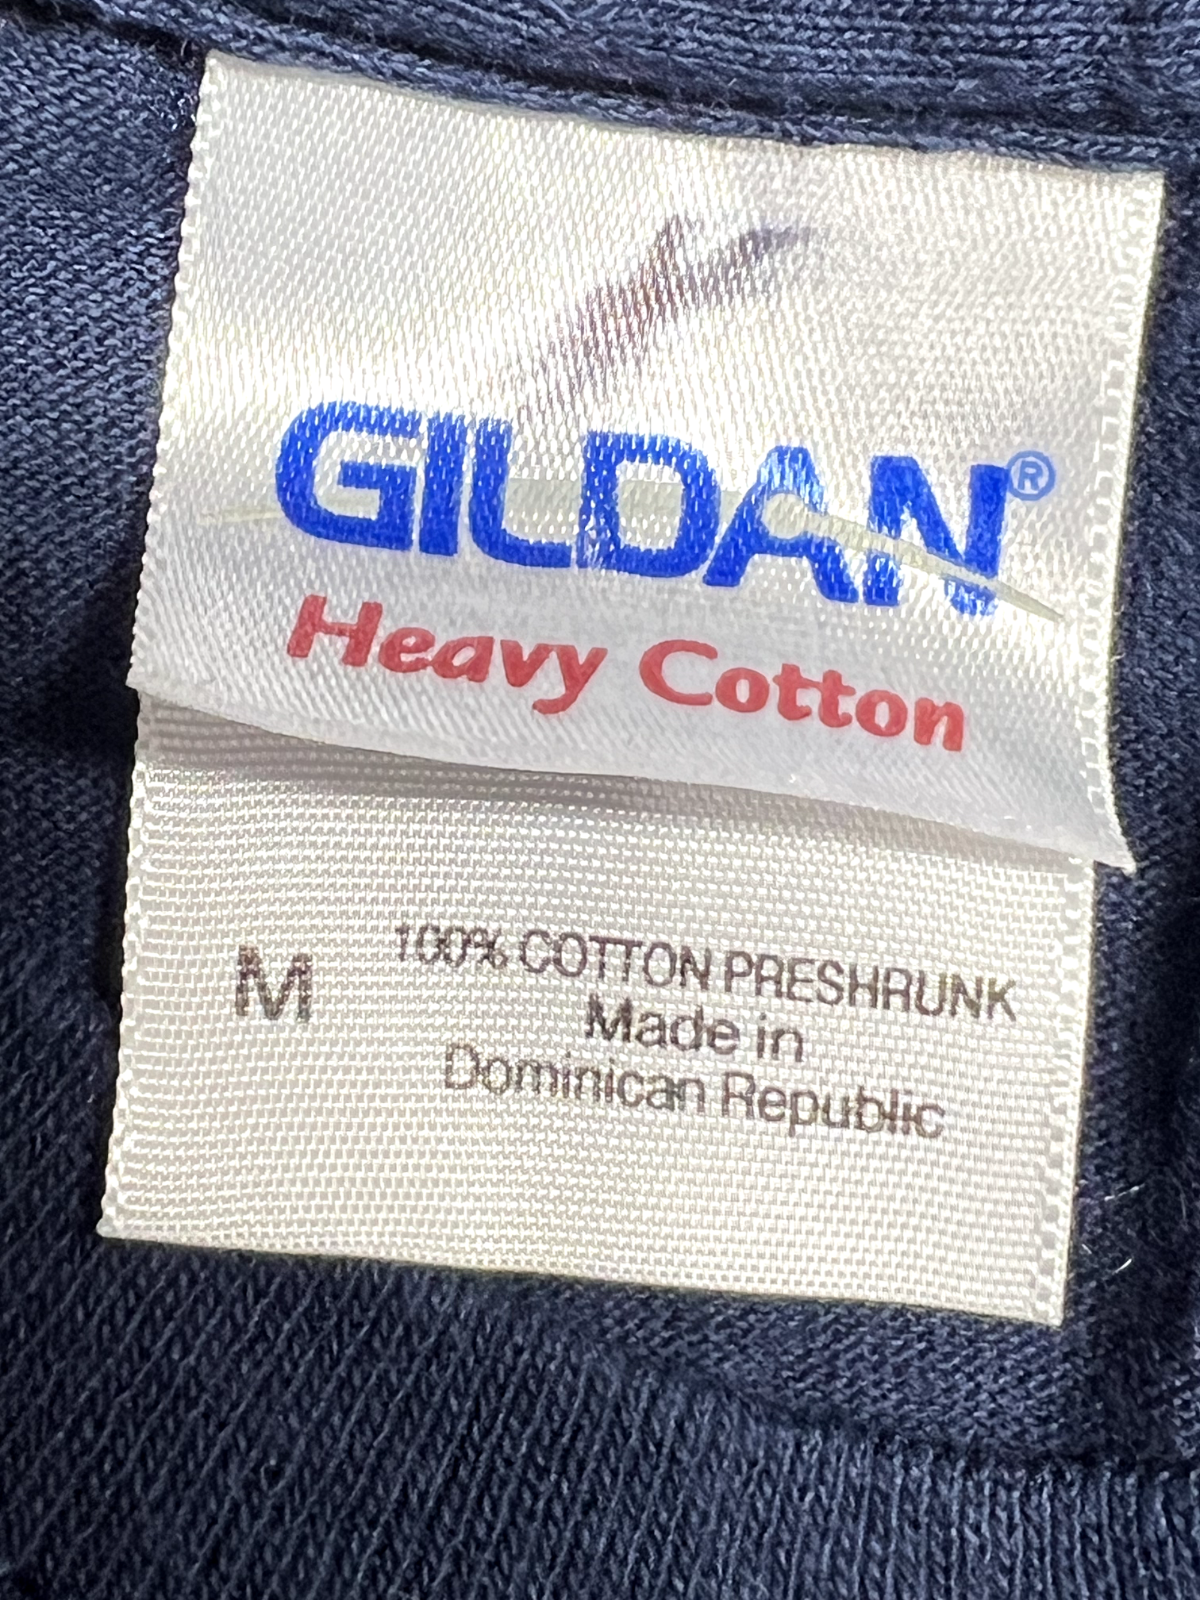 GILDAN®
Heavy Cotton
M
100% COTTON PRESHRUNK
Made in
Dominican Republic